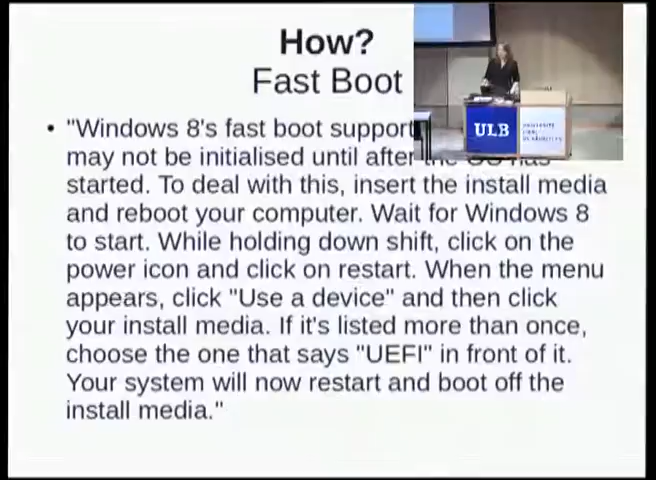 How?
Fast Boot
• "Windows 8's fast boot support
may not be initialised until after the OS has
started. To deal with this, insert the install media
and reboot your computer. Wait for Windows 8
to start. While holding down shift, click on the
power icon and click on restart. When the menu
appears, click "Use a device" and then click
your install media. If it's listed more than once,
choose the one that says "UEFI" in front of it.
Your system will now restart and boot off the
install media."
ULB